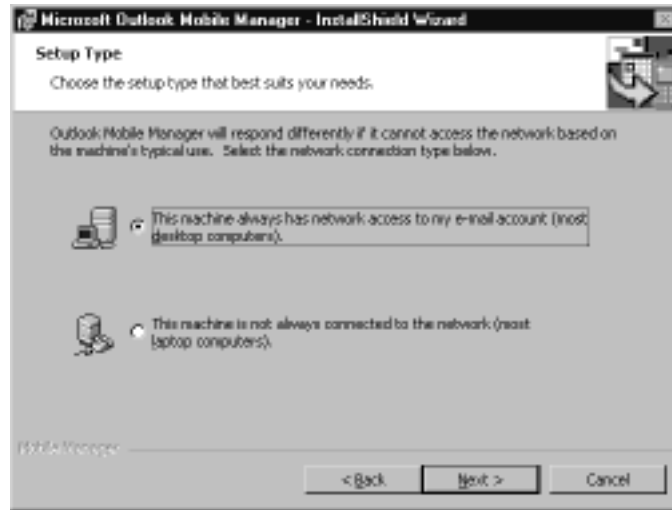 Microsoft Outlook Mobile Manager - InstallShield Wizard
Setup Type
Choose the setup type that best suits your needs.
Outlook Mobile Manager will respond differently if it cannot access the network based on
the machine's typical use. Select the network connection type below.
This machine always has network access to my e-mail account (most
desktop computers).
This machine is not always connected to the network (most
laptop computers).
Mobile Manager
< Back
Next >
Cancel